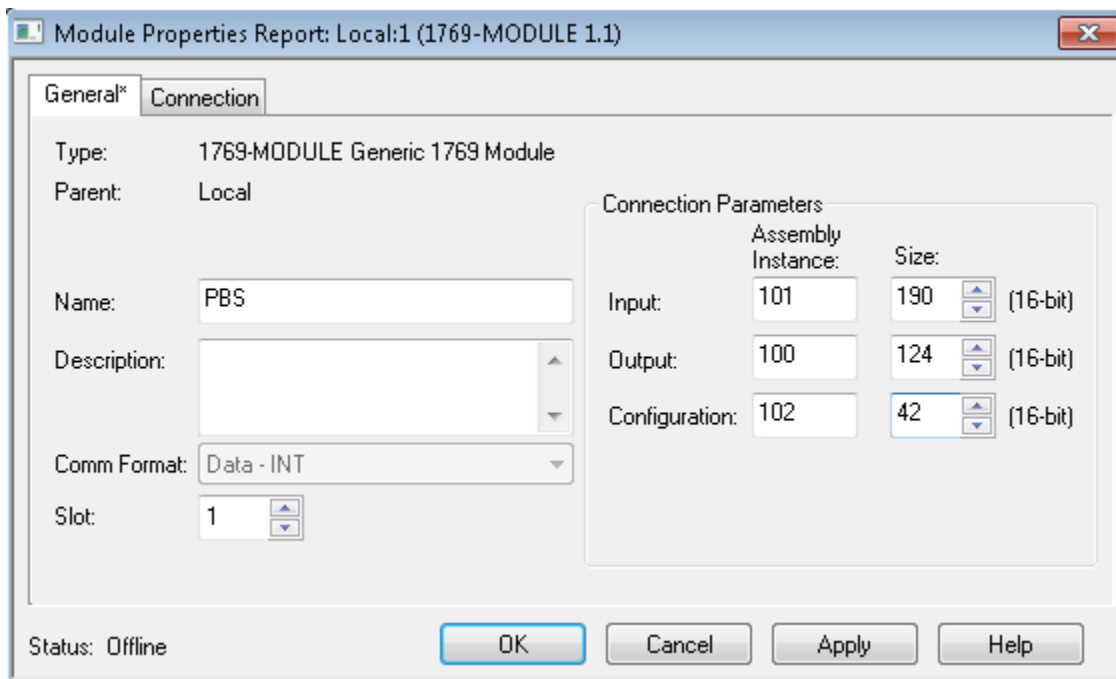 Module Properties Report: Local:1 (1769-MODULE 1.1)
General* Connection
Type: 1769-MODULE Generic 1769 Module
Parent: Local
Connection Parameters
Assembly
Instance: Size:
Name: PBS
Input: 101 190 (16-bit)
Description:
Output: 100 124 (16-bit)
Configuration: 102 42 (16-bit)
Comm Format: Data - INT
Slot: 1
Status: Offline
OK Cancel Apply Help